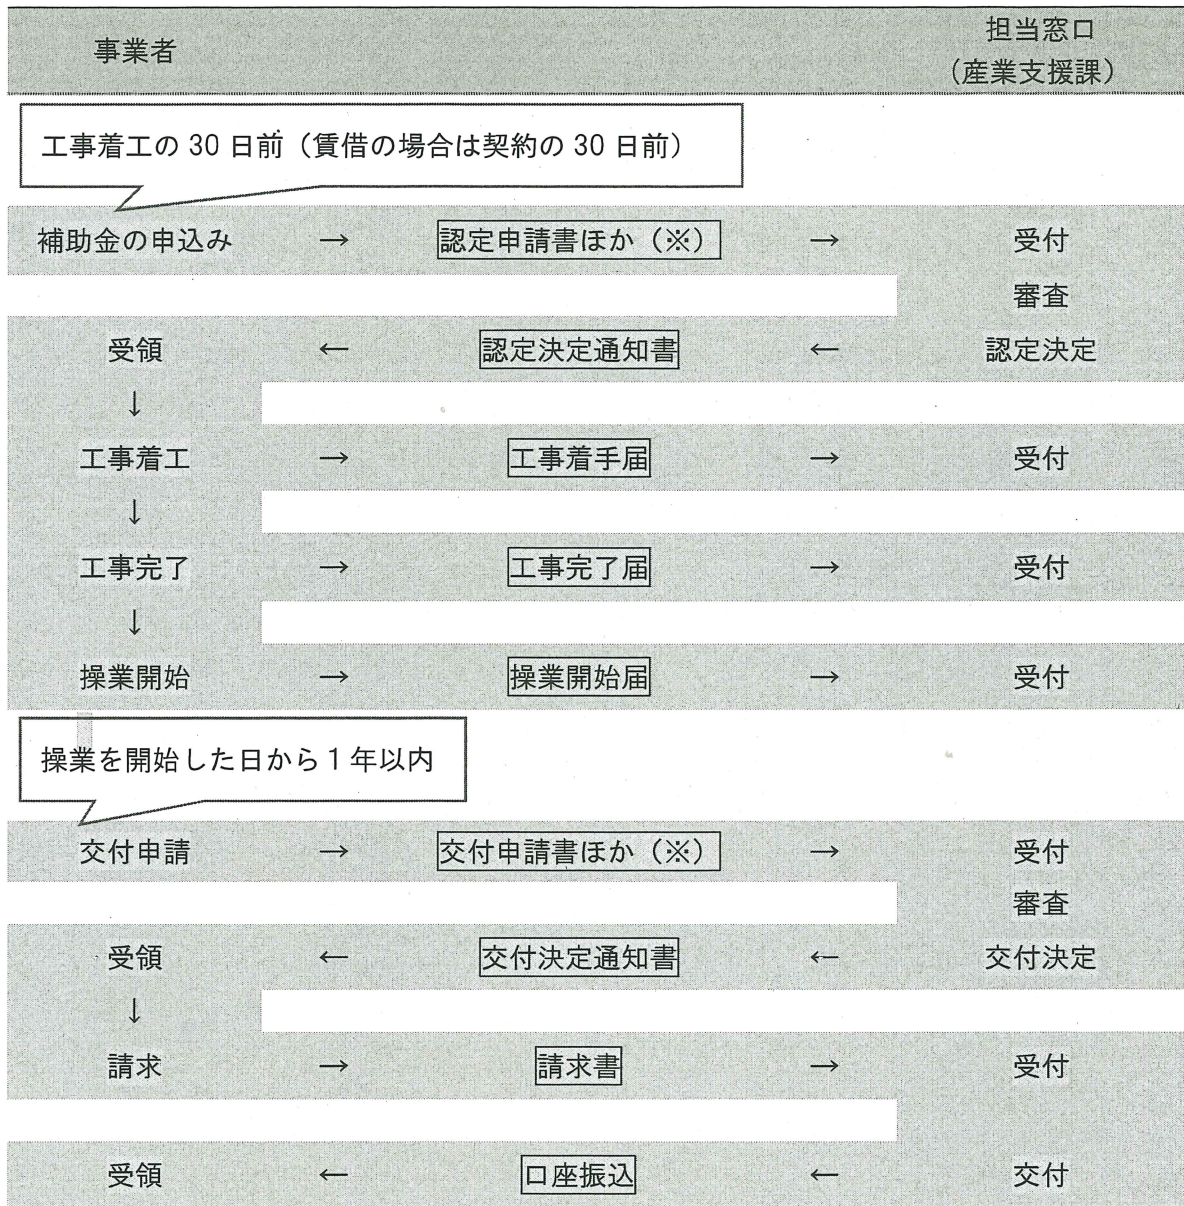 事業者
担当窓口
（産業支援課）
工事着工の 30 日前（賃借の場合は契約の 30 日前）
補助金の申込み → 認定申請書ほか（※） → 受付
審査
受領 ← 認定決定通知書 ← 認定決定
↓
工事着工 → 工事着手届 → 受付
↓
工事完了 → 工事完了届 → 受付
↓
操業開始 → 操業開始届 → 受付
操業を開始した日から１年以内
交付申請 → 交付申請書ほか（※） → 受付
審査
受領 ← 交付決定通知書 ← 交付決定
↓
請求 → 請求書 → 受付
受領 ← 口座振込 ← 交付